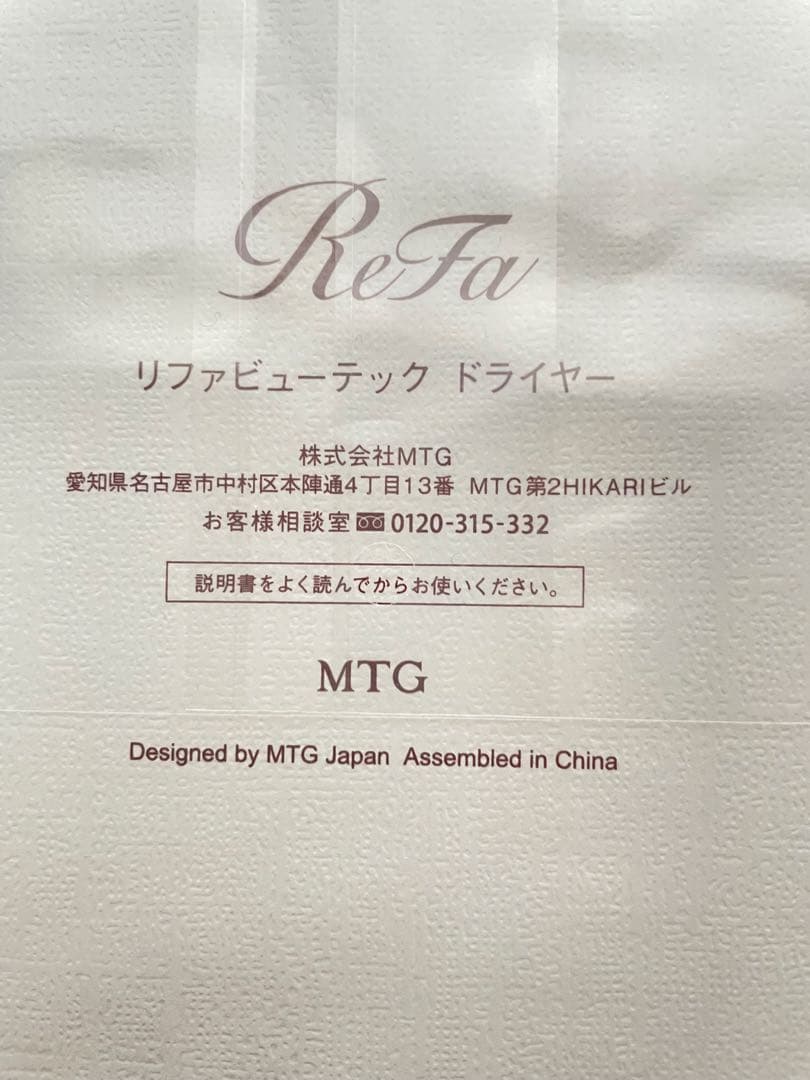 ReFa
リファビューテック ドライヤー
株式会社MTG
愛知県名古屋市中村区本陣通4丁目13番 MTG第2HIKARIビル
お客様相談室 0120-315-332
説明書をよく読んでからお使いください。
MTG
Designed by MTG Japan Assembled in China